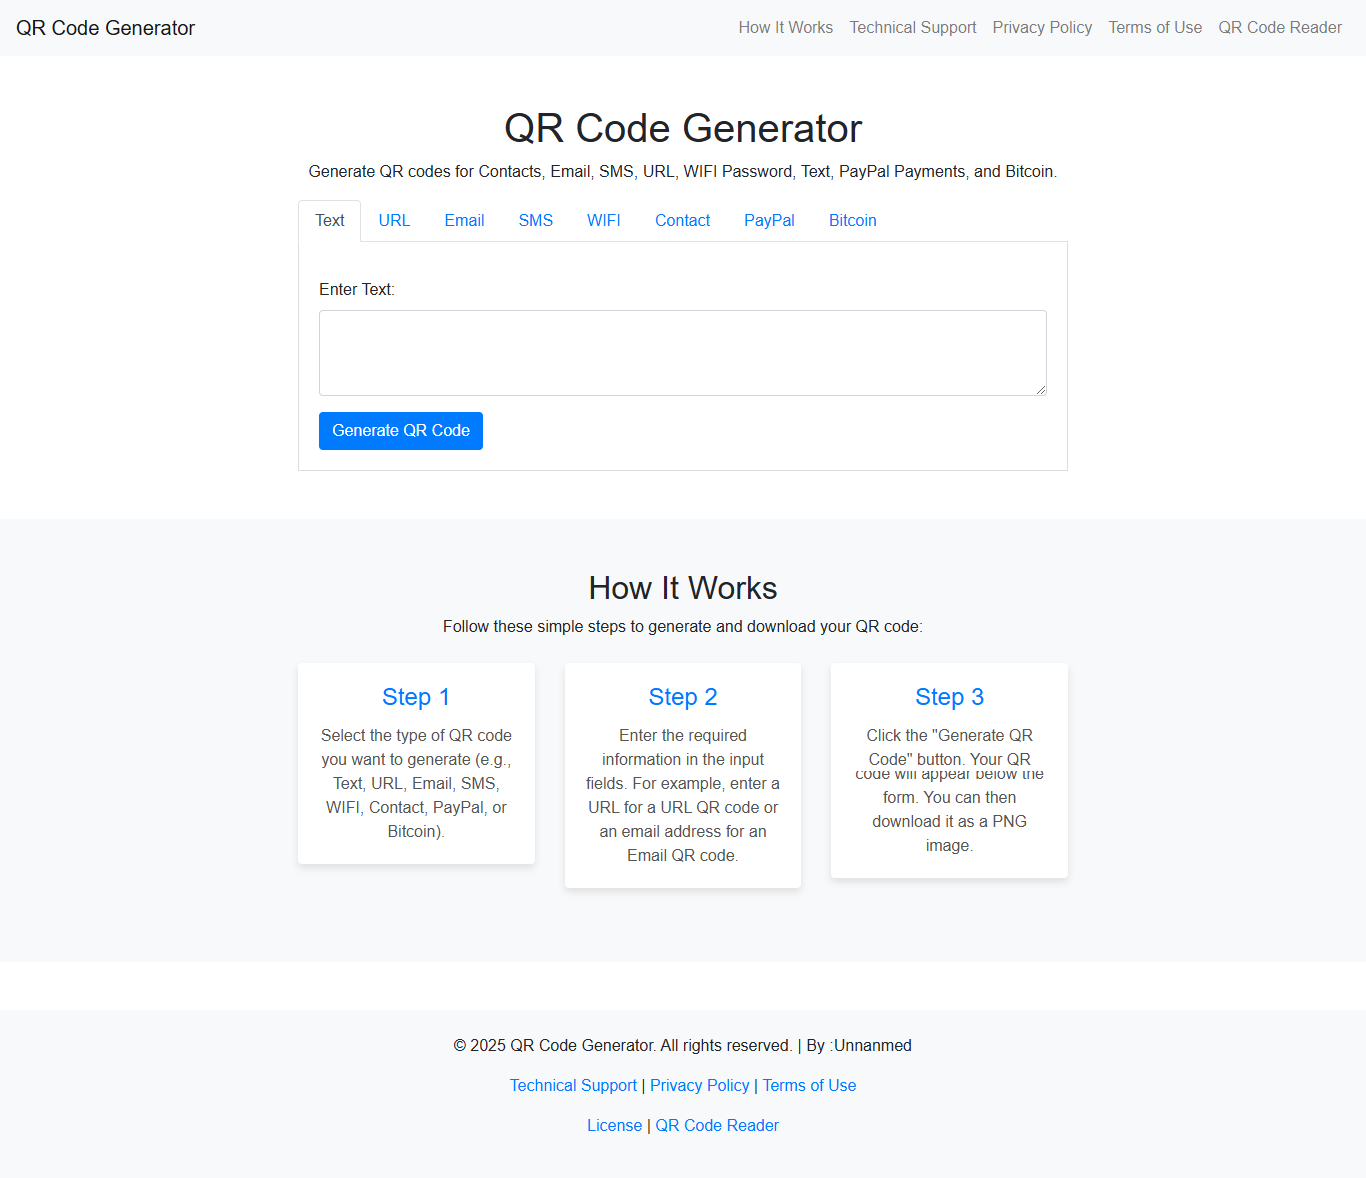 QR Code Generator
How It Works Technical Support Privacy Policy Terms of Use QR Code Reader
QR Code Generator
Generate QR codes for Contacts, Email, SMS, URL, WIFI Password, Text, PayPal Payments, and Bitcoin.
Text URL Email SMS WIFI Contact PayPal Bitcoin
Enter Text:
Generate QR Code
How It Works
Follow these simple steps to generate and download your QR code:
Step 1
Select the type of QR code
you want to generate (e.g.,
Text, URL, Email, SMS,
WIFI, Contact, PayPal, or
Bitcoin).
Step 2
Enter the required
information in the input
fields. For example, enter a
URL for a URL QR code or
an email address for an
Email QR code.
Step 3
Click the "Generate QR
Code" button. Your QR
code will appear below the
form. You can then
download it as a PNG
image.
© 2025 QR Code Generator. All rights reserved. | By :Unnanmed
Technical Support | Privacy Policy | Terms of Use
License | QR Code Reader